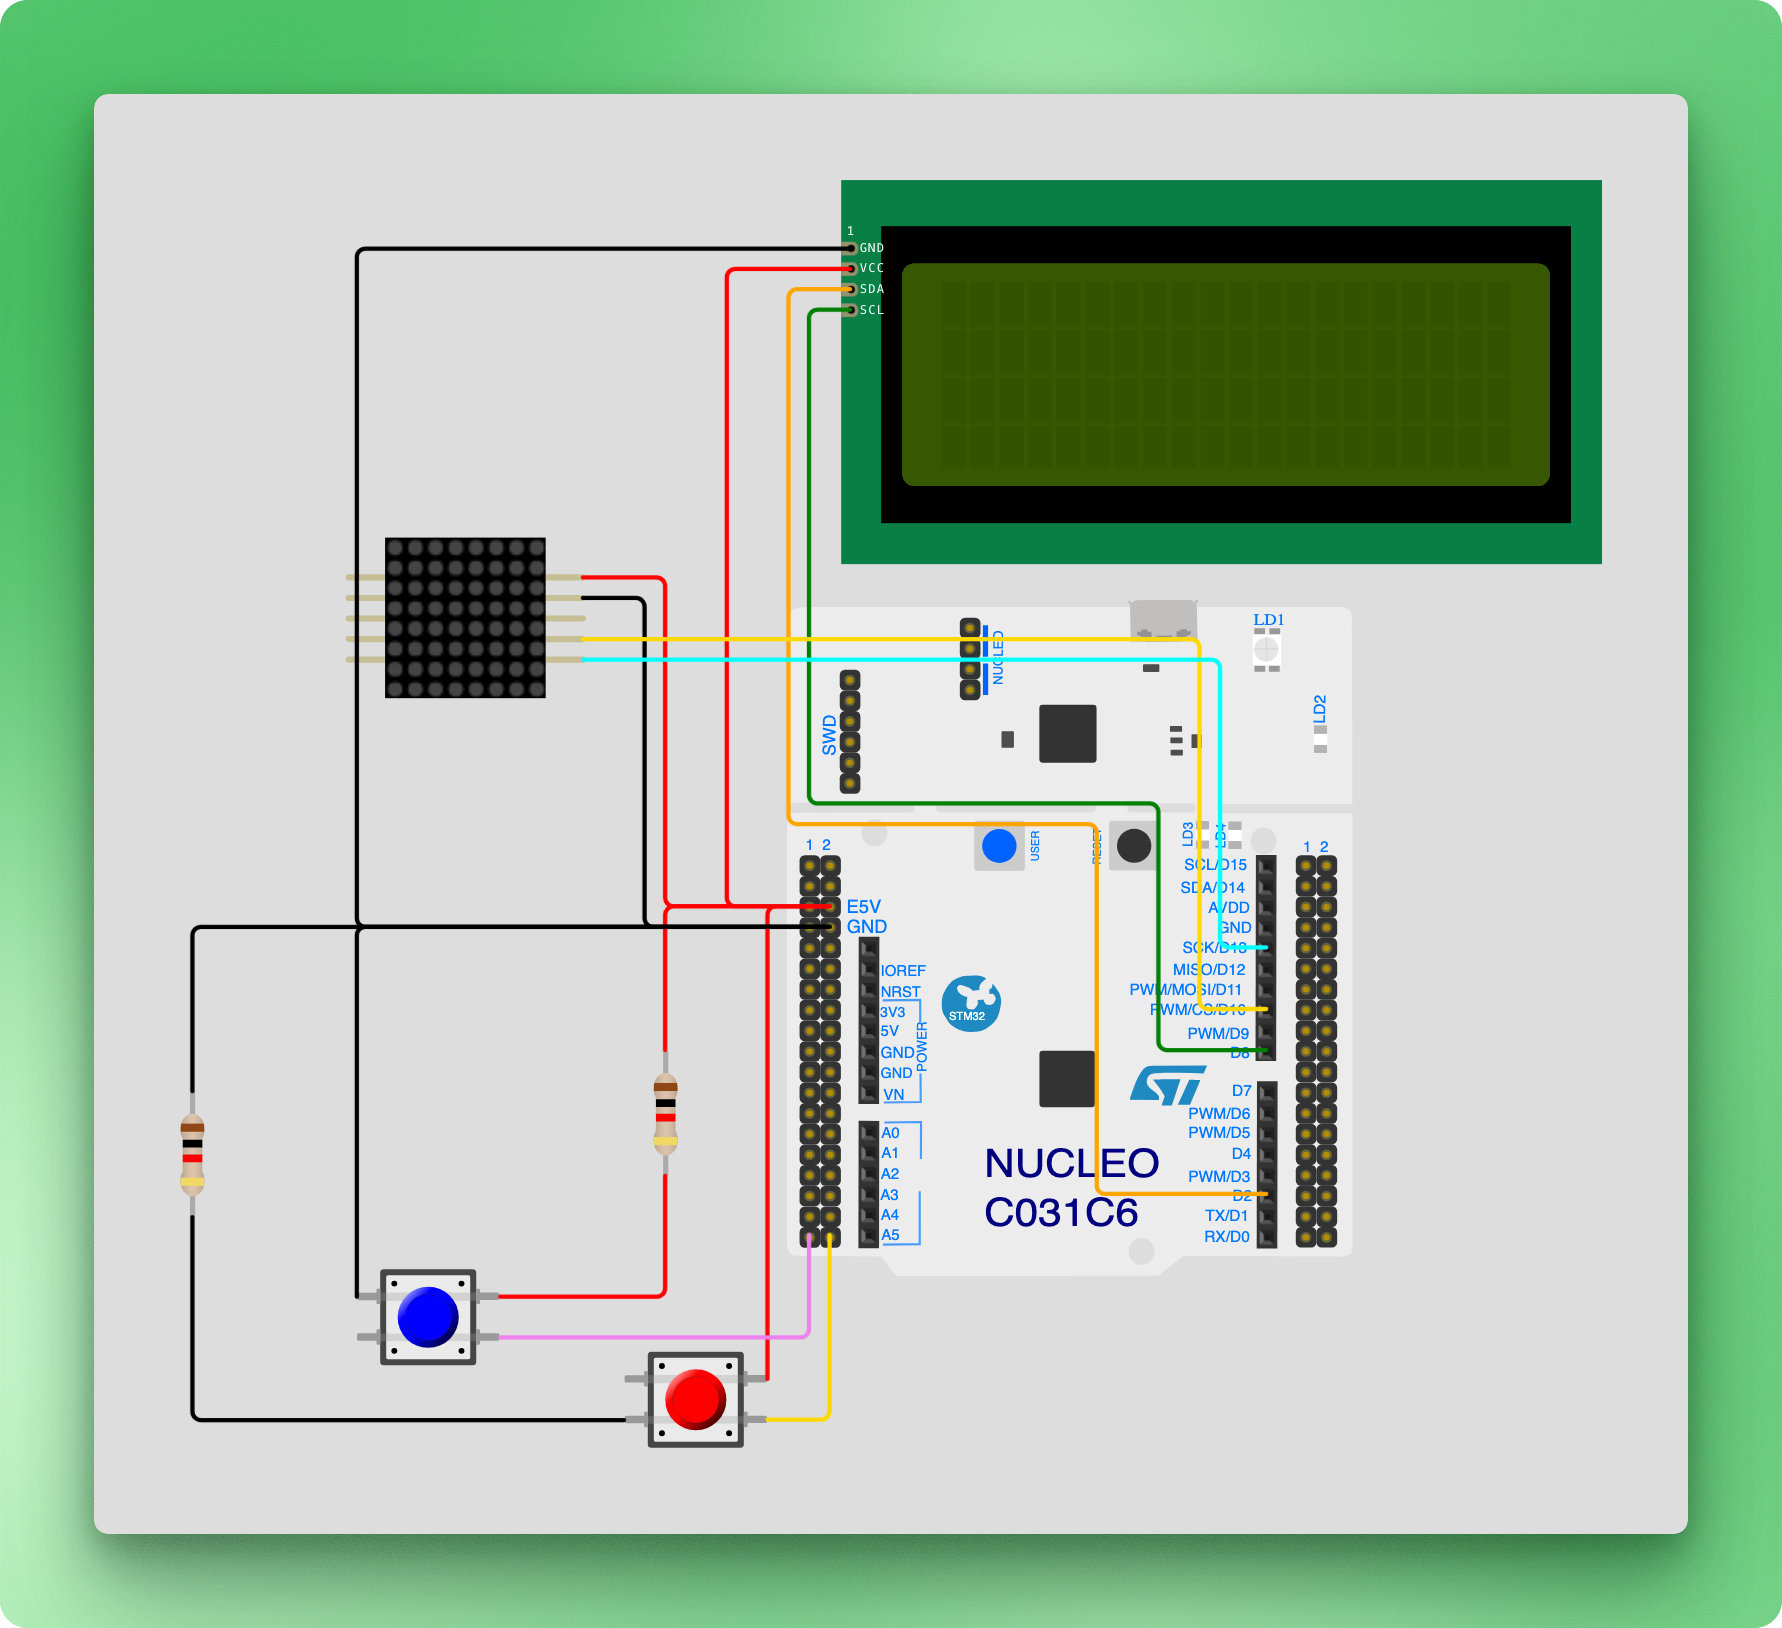 1
GND
VCC
SDA
SCL
LD1
NUCLEO
LD2
SWD
USER
RESET
LD3
LD4
1 2
1 2
SCL/D15
SDA/D14
AVDD
GND
SCK/D13
MISO/D12
PWM/MOSI/D11
PWM/CS/D10
PWM/D9
D8
E5V
GND
IOREF
NRST
3V3
5V
GND
GND
VN
POWER
STM32
ST
A0
A1
A2
A3
A4
A5
NUCLEO
C031C6
D7
PWM/D6
PWM/D5
D4
PWM/D3
D2
TX/D1
RX/D0